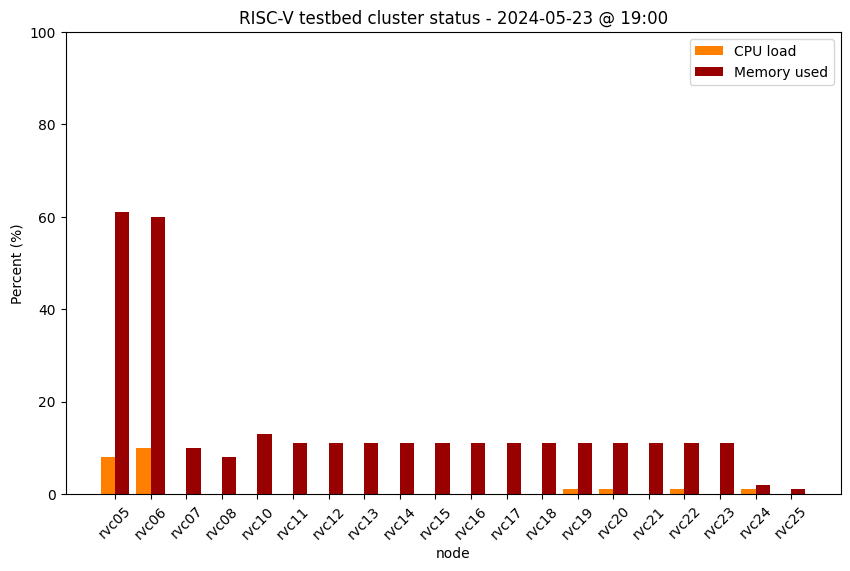 RISC-V testbed cluster status - 2024-05-23 @ 19:00
CPU load
Memory used
Percent (%)
100
80
60
40
20
0
rvc05 rvc06 rvc07 rvc08 rvc10 rvc11 rvc12 rvc13 rvc14 rvc15 rvc16 rvc17 rvc18 rvc19 rvc20 rvc21 rvc22 rvc23 rvc24 rvc25
node